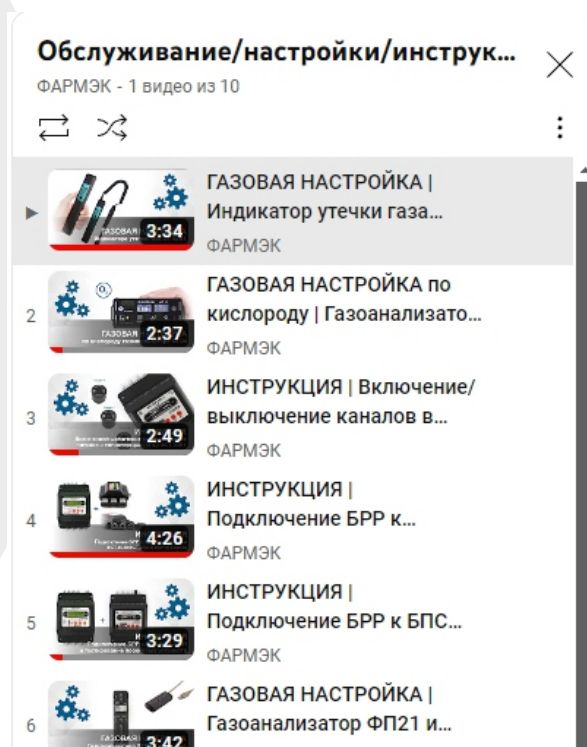 Обслуживание/настройки/инструк...
ФАРМЭК - 1 видео из 10
ГАЗОВАЯ НАСТРОЙКА |
Индикатор утечки газа...
ФАРМЭК
3:34
2
ГАЗОВАЯ НАСТРОЙКА по
кислороду | Газоанализато...
ФАРМЭК
2:37
3
ИНСТРУКЦИЯ | Включение/
выключение каналов в...
ФАРМЭК
2:49
4
ИНСТРУКЦИЯ |
Подключение БРР к...
ФАРМЭК
4:26
5
ИНСТРУКЦИЯ |
Подключение БРР к БПС...
ФАРМЭК
3:29
6
ГАЗОВАЯ НАСТРОЙКА |
Газоанализатор ФП21 и...
3:42